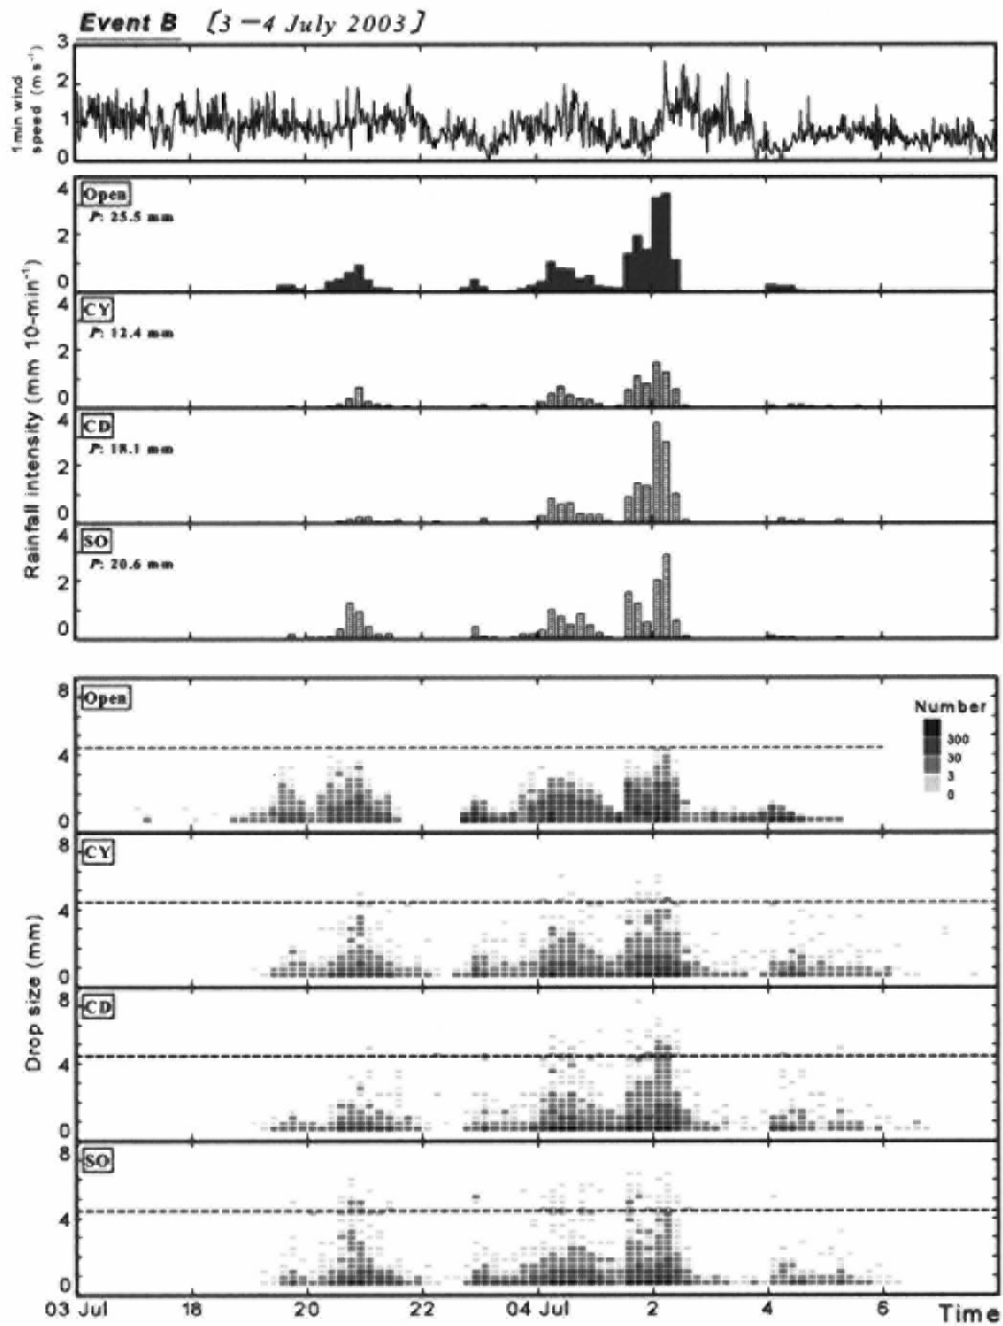 Event B [3－4 July 2003]
1min wind
speed (m s⁻¹)
3
2
1
0
Rainfall intensity (mm 10-min⁻¹)
4
Open
P: 25.5 mm
2
0
4
CY
P: 12.4 mm
2
0
4
CD
P: 18.1 mm
2
0
4
SO
P: 20.6 mm
2
0
Drop size (mm)
8
Open
Number
300
30
3
0
4
0
8
CY
4
0
8
CD
4
0
8
SO
4
0
03 Jul 18 20 22 04 Jul 2 4 6 Time